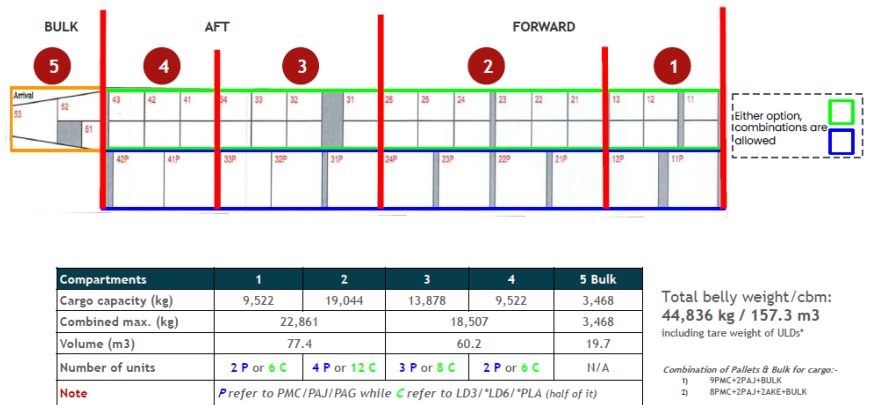 BULK AFT FORWARD
5 4 3 2 1
Arrival
53 52 51 43 42 41 34 33 32 31 26 25 24 23 22 21 13 12 11
42P 41P 33P 32P 31P 24P 23P 22P 21P 12P 11P
Either option,
combinations are
allowed
Compartments 1 2 3 4 5 Bulk
Cargo capacity (kg) 9,522 19,044 13,878 9,522 3,468
Combined max. (kg) 22,861 18,507 3,468
Volume (m3) 77.4 60.2 19.7
Number of units 2 P or 6 C 4 P or 12 C 3 P or 8 C 2 P or 6 C N/A
Note P refer to PMC/PAJ/PAG while C refer to LD3/*LD6/*PLA (half of it)
Total belly weight/cbm:
44,836 kg / 157.3 m3
including tare weight of ULDs*
Combination of Pallets & Bulk for cargo:-
1) 9PMC+2PAJ+BULK
2) 8PMC+2PAJ+2AKE+BULK